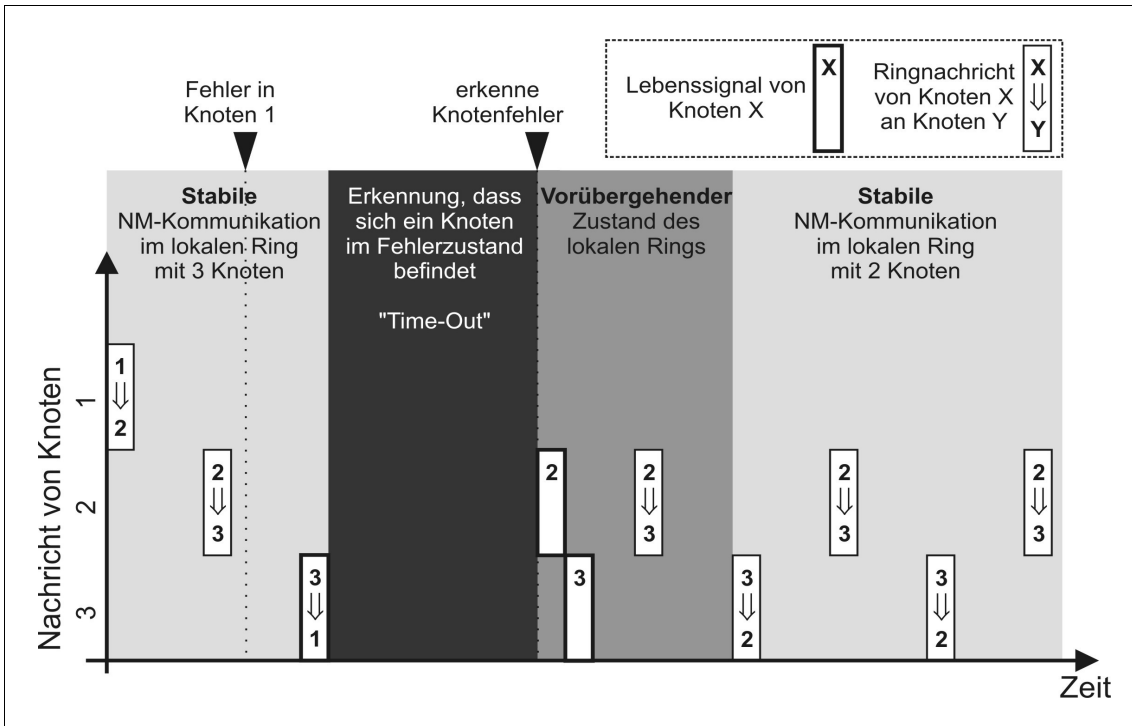 Fehler in
Knoten 1
erkenne
Knotenfehler
Lebenssignal von
Knoten X
X
Ringnachricht
von Knoten X
an Knoten Y
X
⇓
Y
Stabile
NM-Kommunikation
im lokalen Ring
mit 3 Knoten
Erkennung, dass
sich ein Knoten
im Fehlerzustand
befindet
"Time-Out"
Vorübergehender
Zustand des
lokalen Rings
Stabile
NM-Kommunikation
im lokalen Ring
mit 2 Knoten
Nachricht von Knoten
1
2
3
1
⇓
2
2
⇓
3
3
⇓
1
2
3
2
⇓
3
3
⇓
2
2
⇓
3
3
⇓
2
2
⇓
3
Zeit